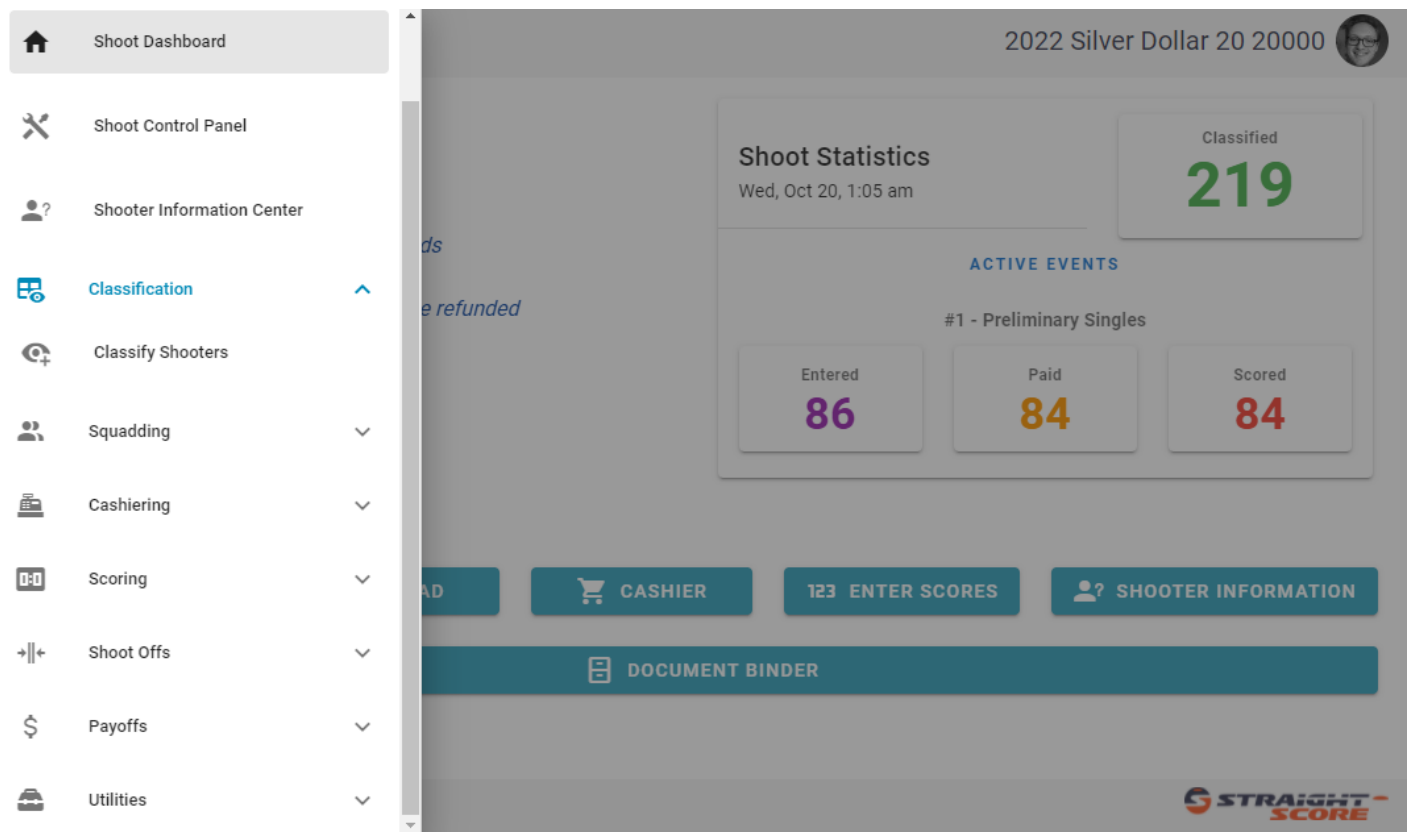 Shoot Dashboard
Shoot Control Panel
? Shooter Information Center
Classification
Classify Shooters
Squadding
Cashiering
0:0 Scoring
Shoot Offs
$ Payoffs
Utilities
2022 Silver Dollar 20 20000
ds
e refunded
Shoot Statistics
Wed, Oct 20, 1:05 am
Classified
219
ACTIVE EVENTS
#1 - Preliminary Singles
Entered
86
Paid
84
Scored
84
AD
CASHIER
123 ENTER SCORES
? SHOOTER INFORMATION
DOCUMENT BINDER
STRAIGHT-
SCORE